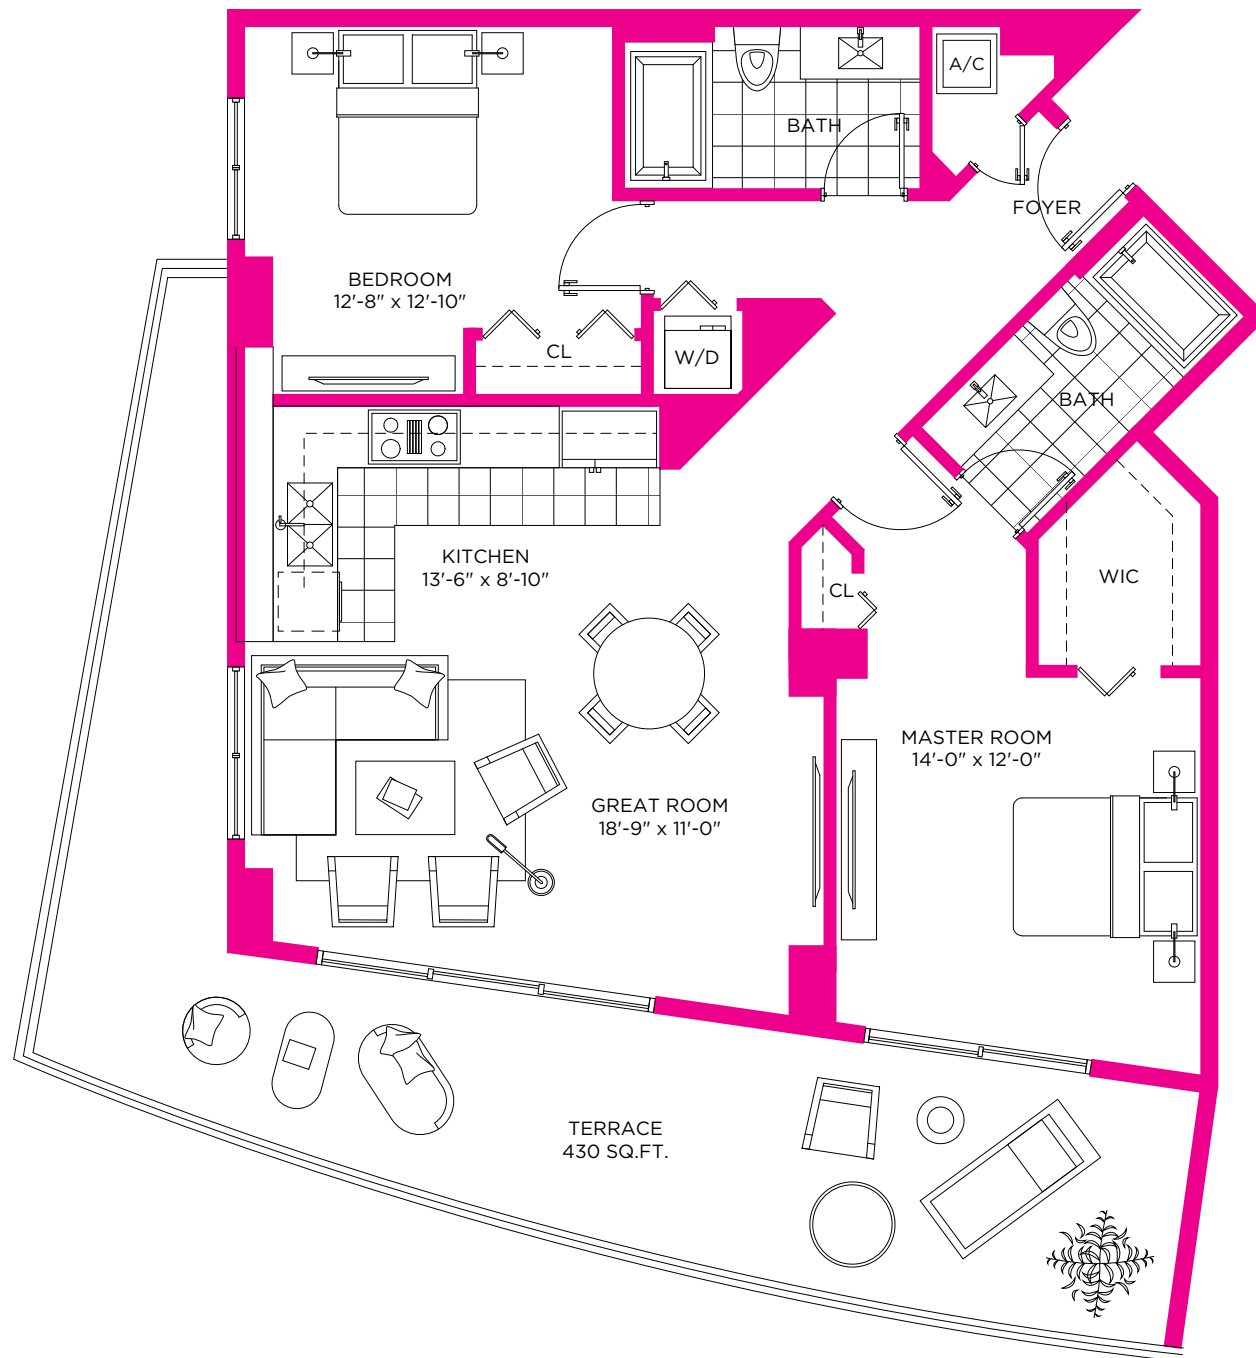 A/C
BATH
FOYER
BEDROOM
12'-8" x 12'-10"
CL
W/D
BATH
KITCHEN
13'-6" x 8'-10"
CL
WIC
MASTER ROOM
14'-0" x 12'-0"
GREAT ROOM
18'-9" x 11'-0"
TERRACE
430 SQ.FT.